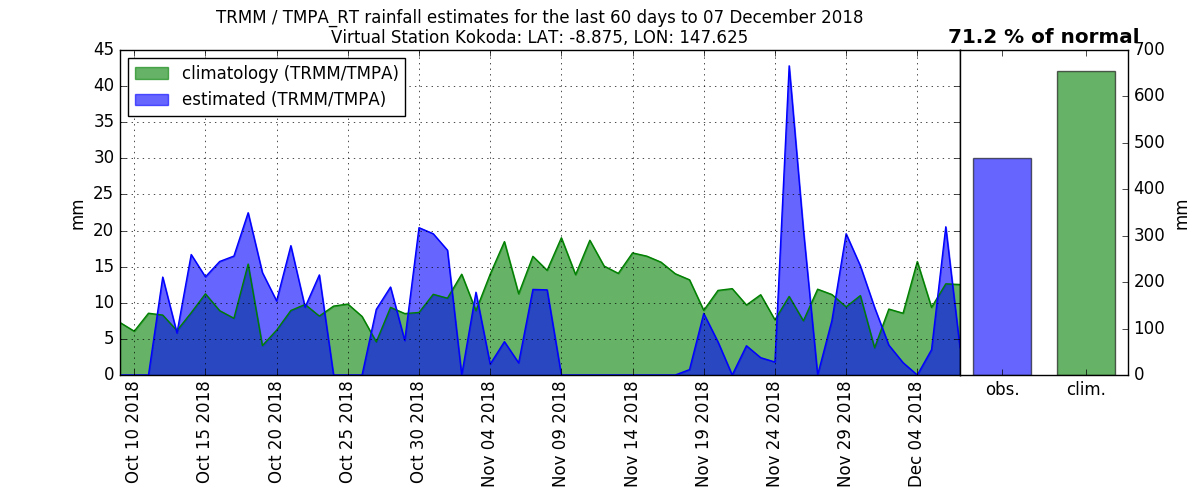 TRMM / TMPA_RT rainfall estimates for the last 60 days to 07 December 2018
Virtual Station Kokoda: LAT: -8.875, LON: 147.625
71.2 % of normal
climatology (TRMM/TMPA)
estimated (TRMM/TMPA)
mm
45
40
35
30
25
20
15
10
5
0
Oct 10 2018
Oct 15 2018
Oct 20 2018
Oct 25 2018
Oct 30 2018
Nov 04 2018
Nov 09 2018
Nov 14 2018
Nov 19 2018
Nov 24 2018
Nov 29 2018
Dec 04 2018
700
600
500
400
300
200
100
0
mm
obs.
clim.